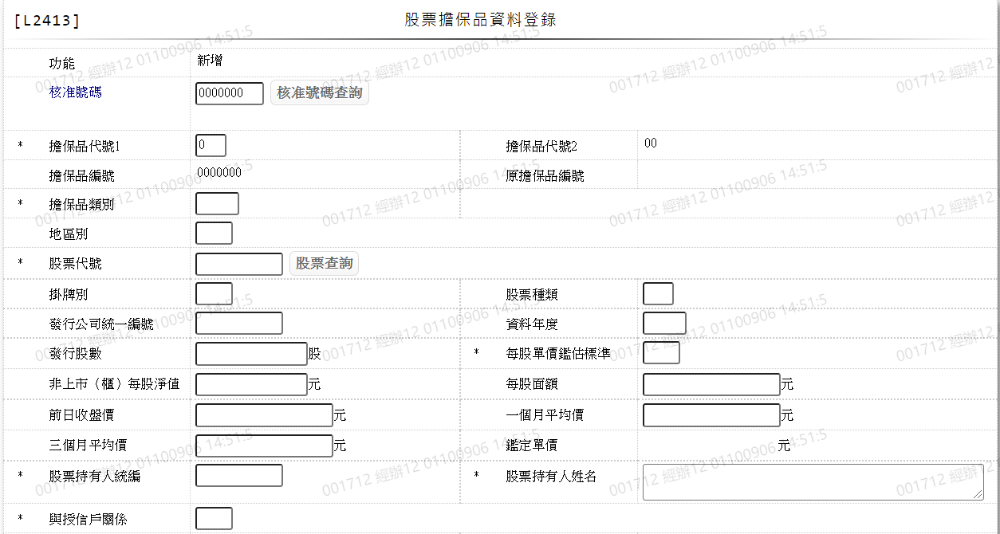 [L2413] 股票擔保品資料登錄
功能 新增
核准號碼 0000000 核准號碼查詢
* 擔保品代號1 0 擔保品代號2 00
擔保品編號 0000000 原擔保品編號
* 擔保品類別
地區別
* 股票代號 股票查詢
掛牌別 股票種類
發行公司統一編號 資料年度
發行股數 股 * 每股單價鑑估標準
非上市（櫃）每股淨值 元 每股面額 元
前日收盤價 元 一個月平均價 元
三個月平均價 元 鑑定單價 元
* 股票持有人統編 * 股票持有人姓名
* 與授信戶關係
001712 經辦12 01100906 14:51:5